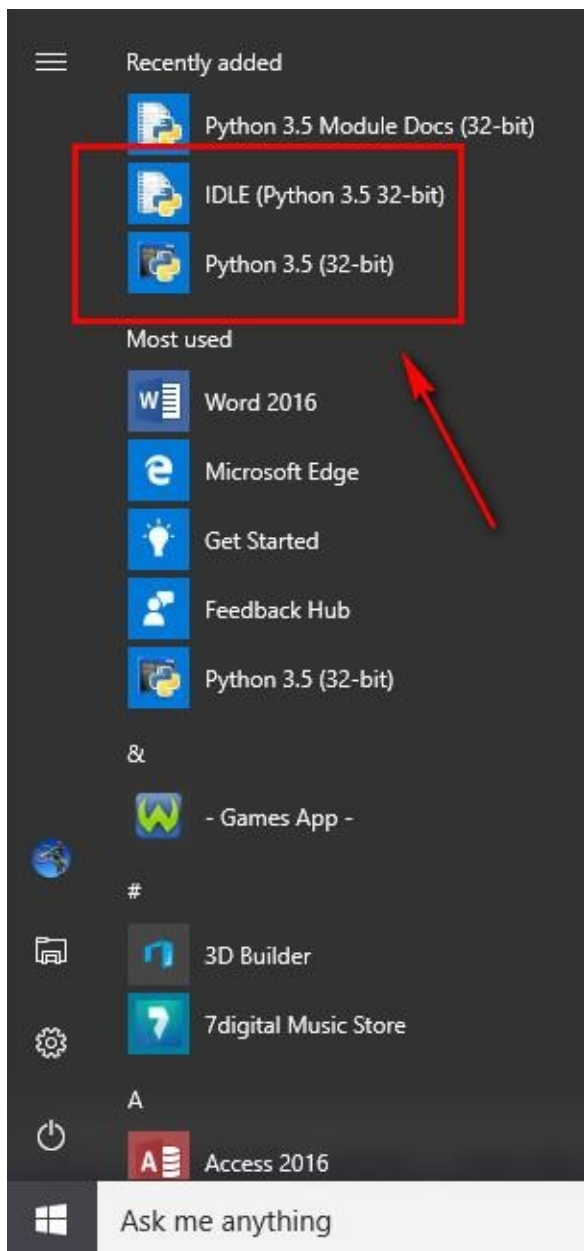 Recently added
Python 3.5 Module Docs (32-bit)
IDLE (Python 3.5 32-bit)
Python 3.5 (32-bit)
Most used
Word 2016
Microsoft Edge
Get Started
Feedback Hub
Python 3.5 (32-bit)
&
- Games App -
#
3D Builder
7digital Music Store
A
Access 2016
Ask me anything